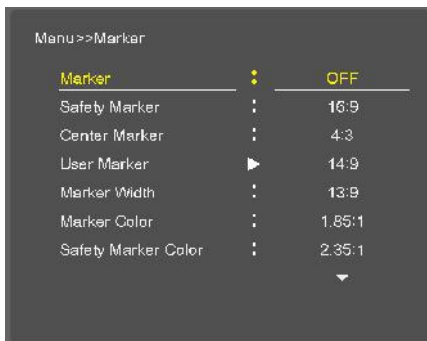 Menu>>Marker
Marker : OFF
Safety Marker : 16:9
Center Marker : 4:3
User Marker ▶ 14:9
Marker Width : 13:9
Marker Color : 1.85:1
Safety Marker Color : 2.35:1